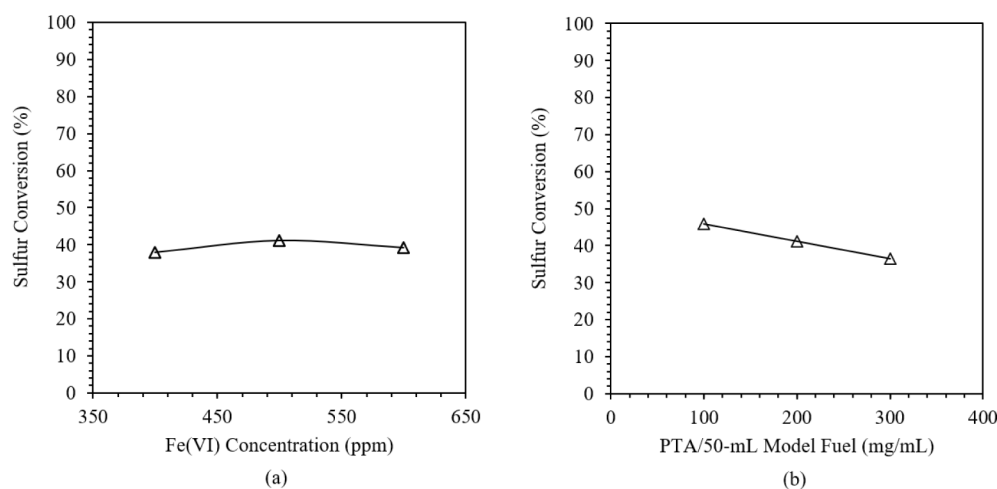 100
90
80
70
60
50
40
30
20
10
0
Sulfur Conversion (%)
350 450 550 650
Fe(VI) Concentration (ppm)
(a)
100
90
80
70
60
50
40
30
20
10
0
Sulfur Conversion (%)
0 100 200 300 400
PTA/50-mL Model Fuel (mg/mL)
(b)